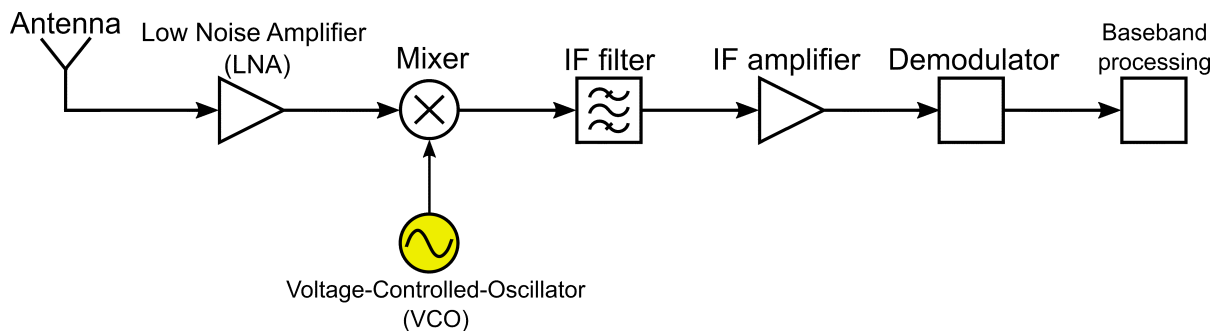 Antenna
Low Noise Amplifier
(LNA)
Mixer
IF filter
IF amplifier
Demodulator
Baseband
processing
Voltage-Controlled-Oscillator
(VCO)